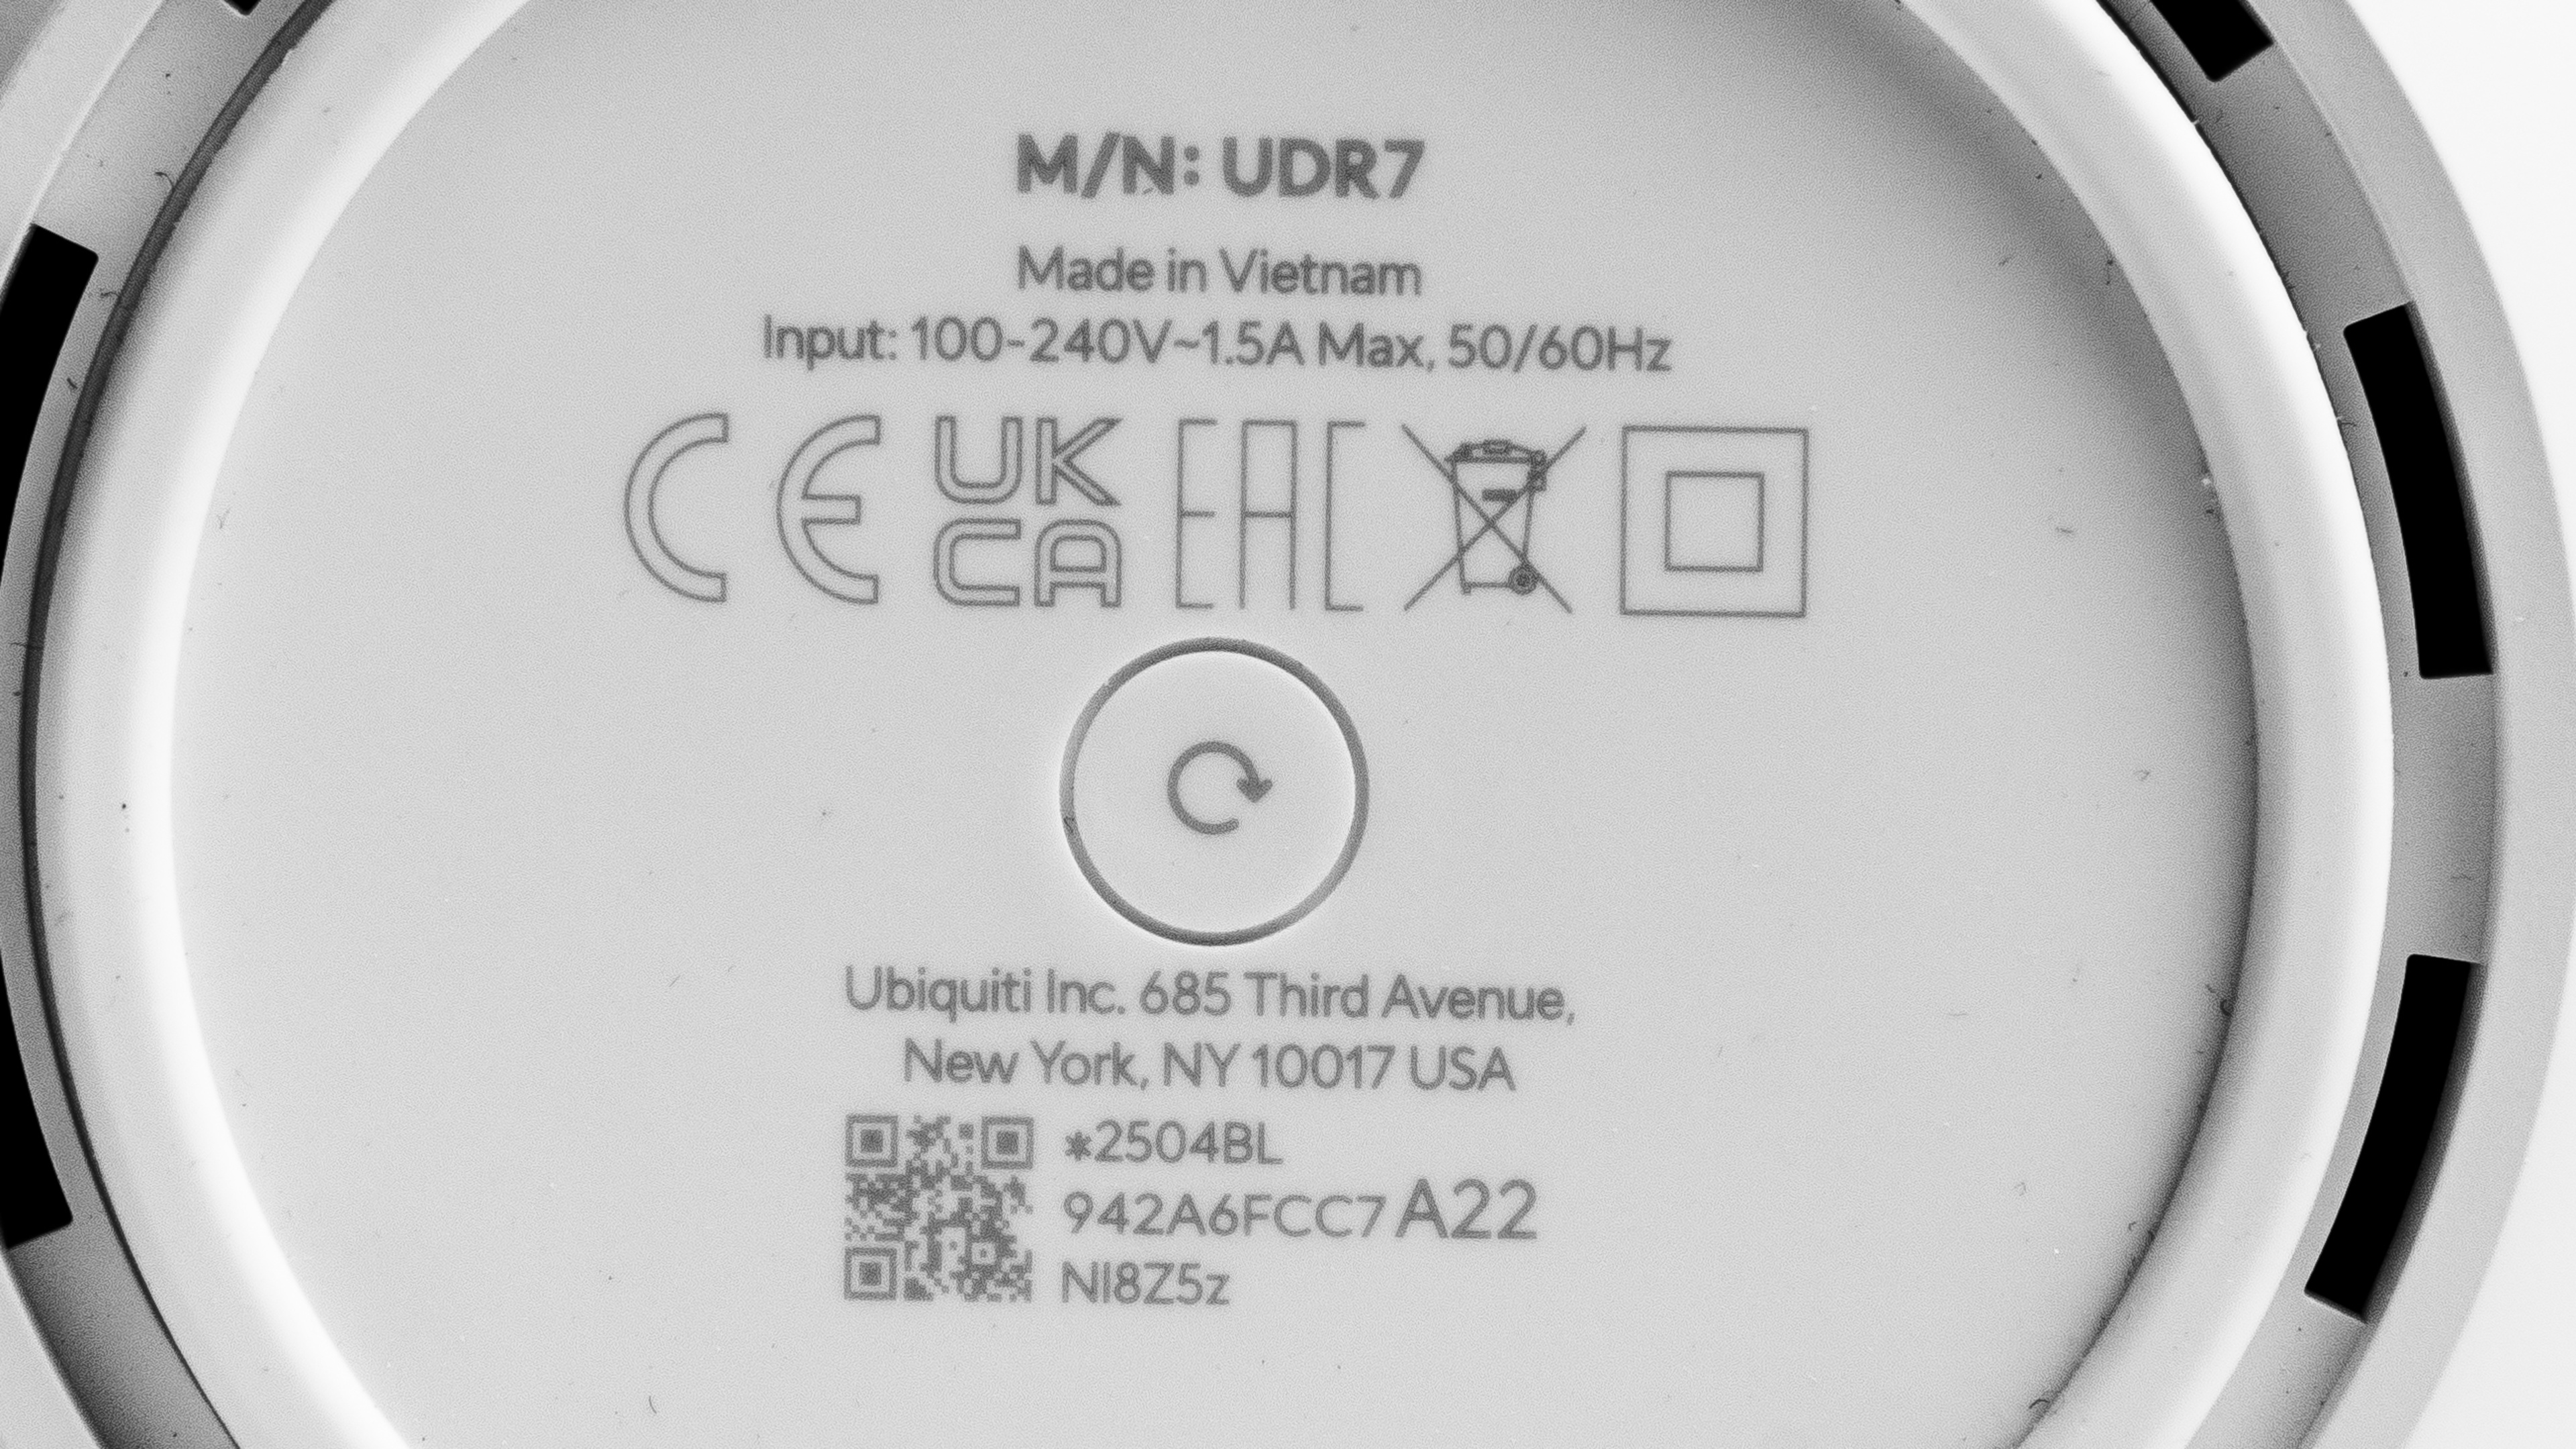 M/N: UDR7
Made in Vietnam
Input: 100-240V~1.5A Max, 50/60Hz
CE UK CA EAC
Ubiquiti Inc. 685 Third Avenue,
New York, NY 10017 USA
*2504BL
942A6FCC7 A22
NI8Z5z